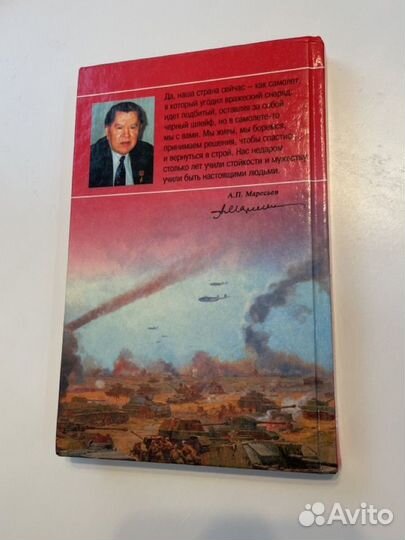 Да, наша страна сейчас – как самолет,
в который угодил вражеский снаряд:
идет подбитый, оставляя за собой
черный шлейф, но в самолете-то
мы с вами. Мы живы, мы боремся,
принимаем решения, чтобы спастись
и вернуться в строй. Нас недаром
столько лет учили стойкости и мужеству,
учили быть настоящими людьми.
А.П. Маресьев
Avito